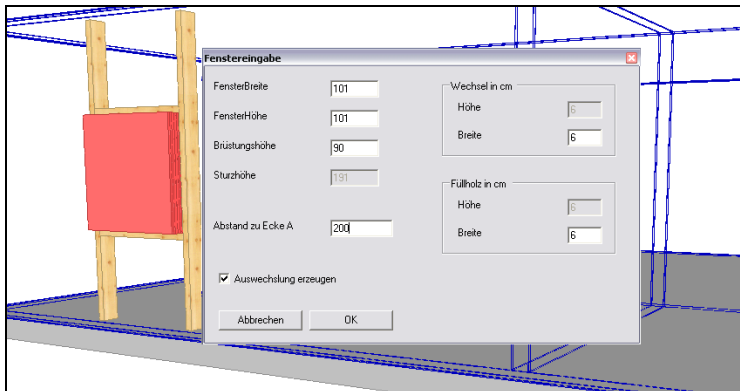 Fenstereingabe
FensterBreite 101
FensterHöhe 101
Brüstungshöhe 90
Sturzhöhe 191
Abstand zu Ecke A 200
Auswechslung erzeugen
Abbrechen OK
Wechsel in cm
Höhe 6
Breite 6
Füllholz in cm
Höhe 6
Breite 6